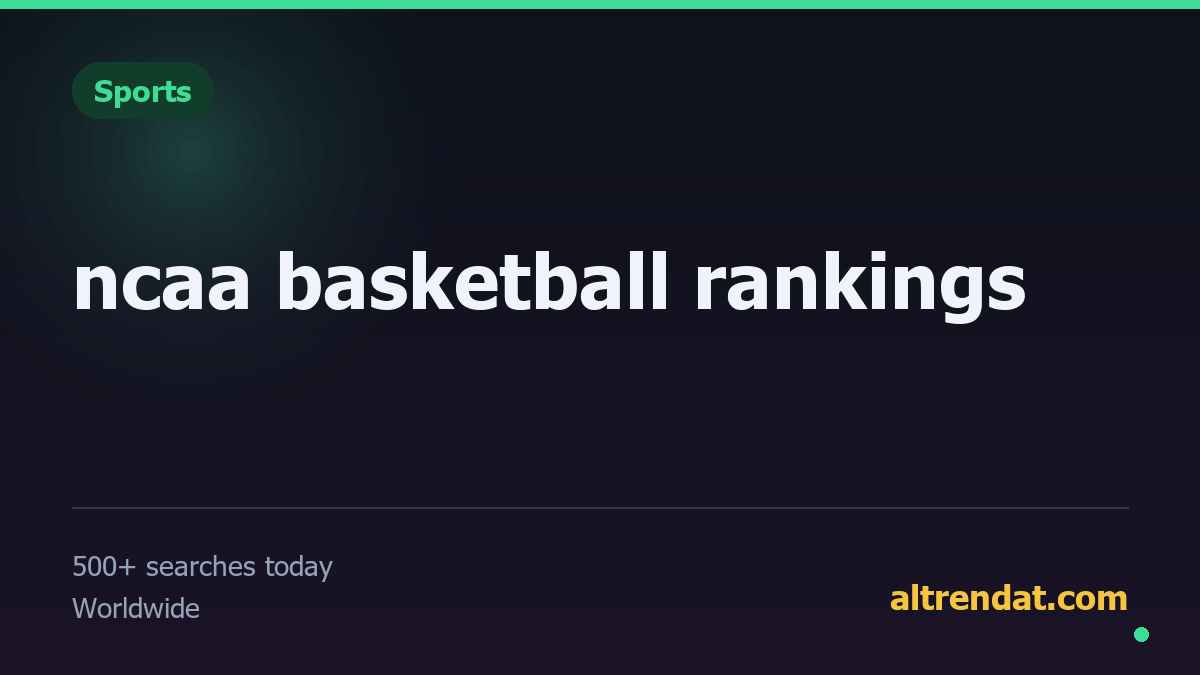 Sports
ncaa basketball rankings
500+ searches today
Worldwide
altrendat.com